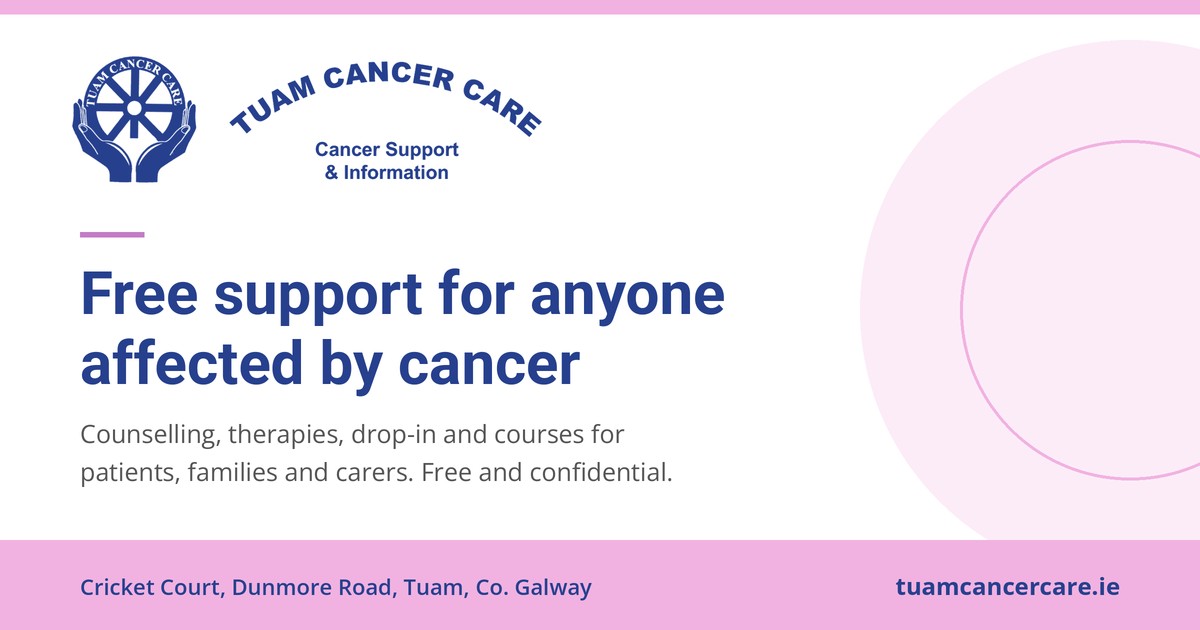 TUAM CANCER CARE
TUAM CANCER CARE
Cancer Support
& Information
Free support for anyone
affected by cancer
Counselling, therapies, drop-in and courses for
patients, families and carers. Free and confidential.
Cricket Court, Dunmore Road, Tuam, Co. Galway
tuamcancercare.ie